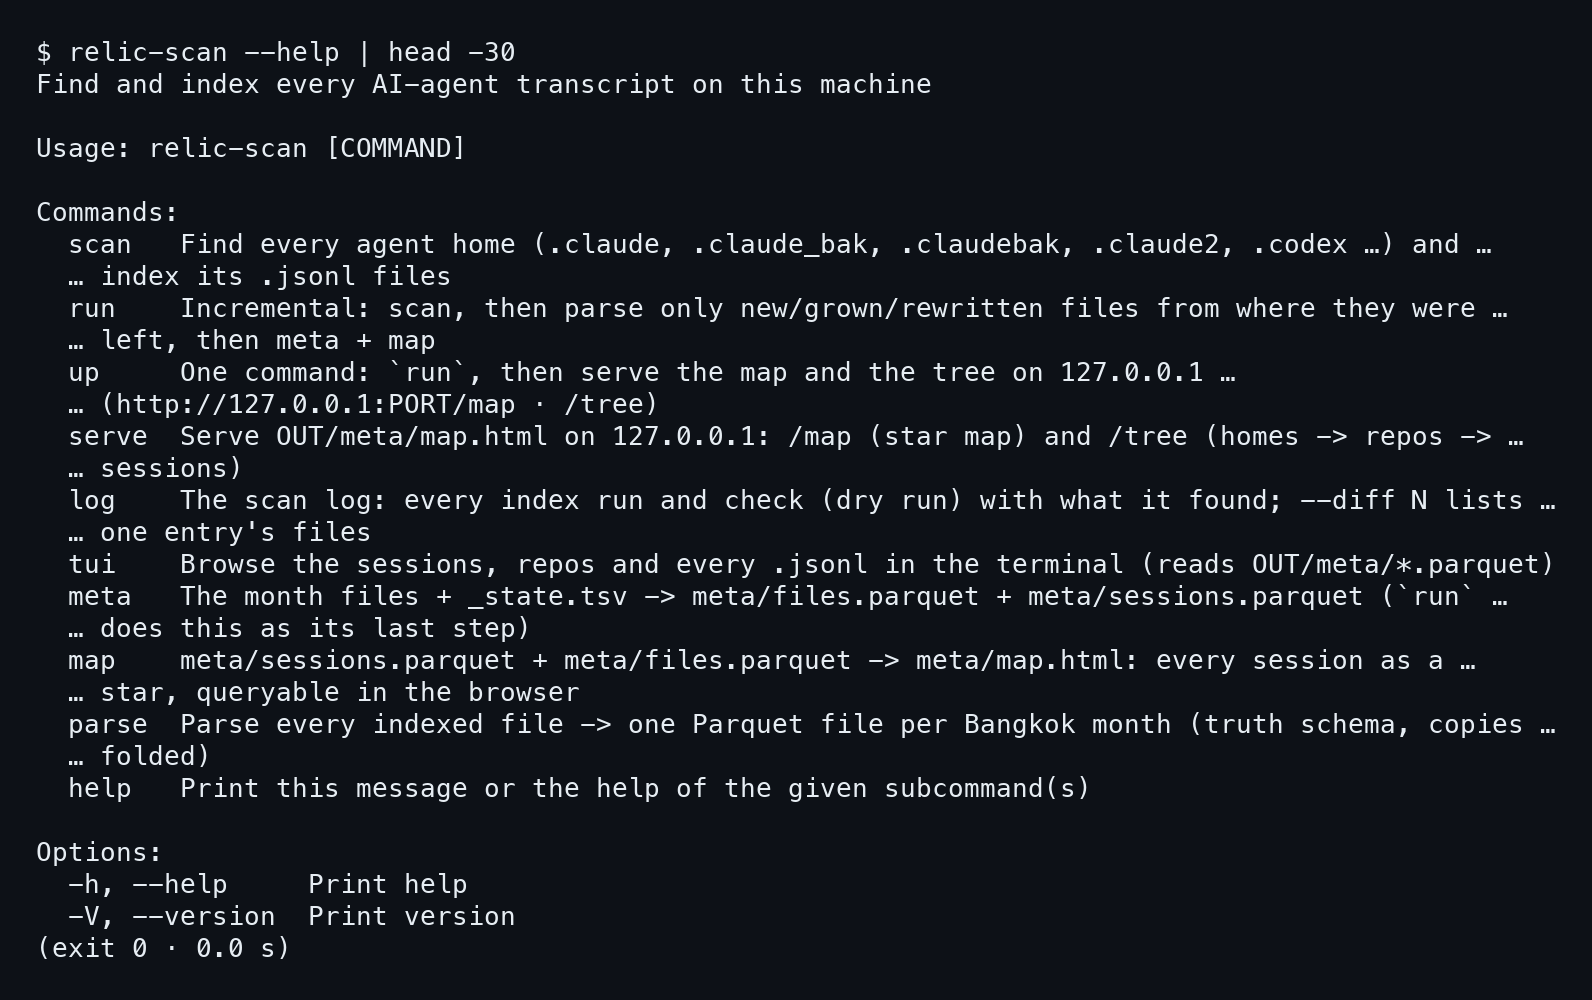 $ relic-scan --help | head -30
Find and index every AI-agent transcript on this machine

Usage: relic-scan [COMMAND]

Commands:
  scan   Find every agent home (.claude, .claude_bak, .claudebak, .claude2, .codex …) and …
  … index its .jsonl files
  run    Incremental: scan, then parse only new/grown/rewritten files from where they were …
  … left, then meta + map
  up     One command: `run`, then serve the map and the tree on 127.0.0.1 …
  … (http://127.0.0.1:PORT/map · /tree)
  serve  Serve OUT/meta/map.html on 127.0.0.1: /map (star map) and /tree (homes -> repos -> …
  … sessions)
  log    The scan log: every index run and check (dry run) with what it found; --diff N lists …
  … one entry's files
  tui    Browse the sessions, repos and every .jsonl in the terminal (reads OUT/meta/*.parquet)
  meta   The month files + _state.tsv -> meta/files.parquet + meta/sessions.parquet (`run` …
  … does this as its last step)
  map    meta/sessions.parquet + meta/files.parquet -> meta/map.html: every session as a …
  … star, queryable in the browser
  parse  Parse every indexed file -> one Parquet file per Bangkok month (truth schema, copies …
  … folded)
  help   Print this message or the help of the given subcommand(s)

Options:
  -h, --help     Print help
  -V, --version  Print version
(exit 0 · 0.0 s)